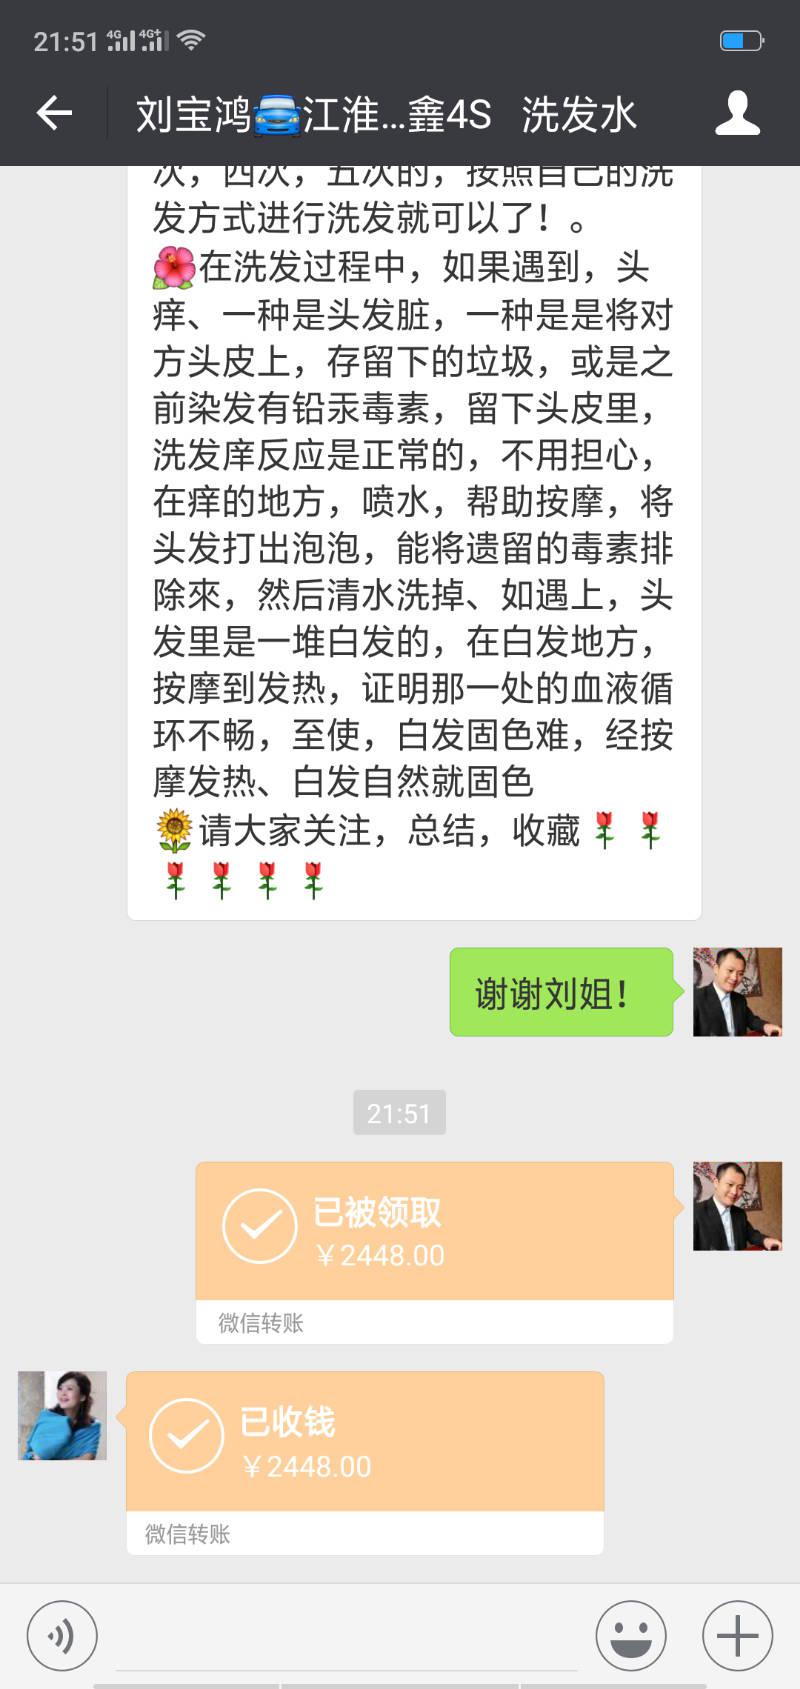 21:51 4G 4G+
刘宝鸿🚙江淮...鑫4S 洗发水
次，四次，五次的，按照自己的洗
发方式进行洗发就可以了！。
🌺在洗发过程中，如果遇到，头
痒、一种是头发脏，一种是是将对
方头皮上，存留下的垃圾，或是之
前染发有铅汞毒素，留下头皮里，
洗发庠反应是正常的，不用担心，
在痒的地方，喷水，帮助按摩，将
头发打出泡泡，能将遗留的毒素排
除來，然后清水洗掉、如遇上，头
发里是一堆白发的，在白发地方，
按摩到发热，证明那一处的血液循
环不畅，至使，白发固色难，经按
摩发热、白发自然就固色
🌻请大家关注，总结，收藏🌹🌹
🌹🌹🌹🌹
谢谢刘姐！
21:51
已被领取
￥2448.00
微信转账
已收钱
￥2448.00
微信转账